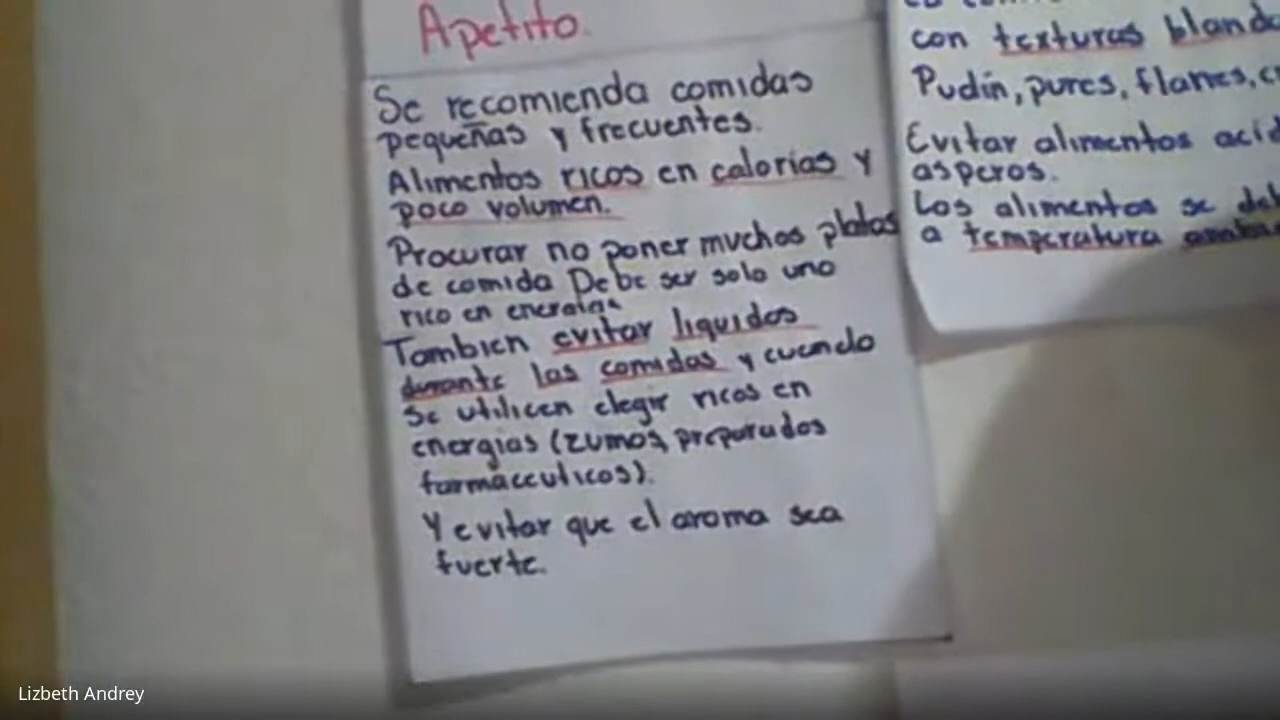 Apetito.
Se recomienda comidas
pequeñas y frecuentes.
Alimentos ricos en calorias y
poco volumen.
Procurar no poner muchos platos
de comida Debe ser solo uno
rico en energias
Tambien evitar liquidos
durante las comidas y cuando
se utilicen elegir ricos en
energias (zumos, preparados
farmaceuticos).
Y evitar que el aroma sea
fuerte.
con texturas
Pudín, pures, flanes,
Evitar alimentos
asperos.
Los alimentos se
a temperatura
Lizbeth Andrey